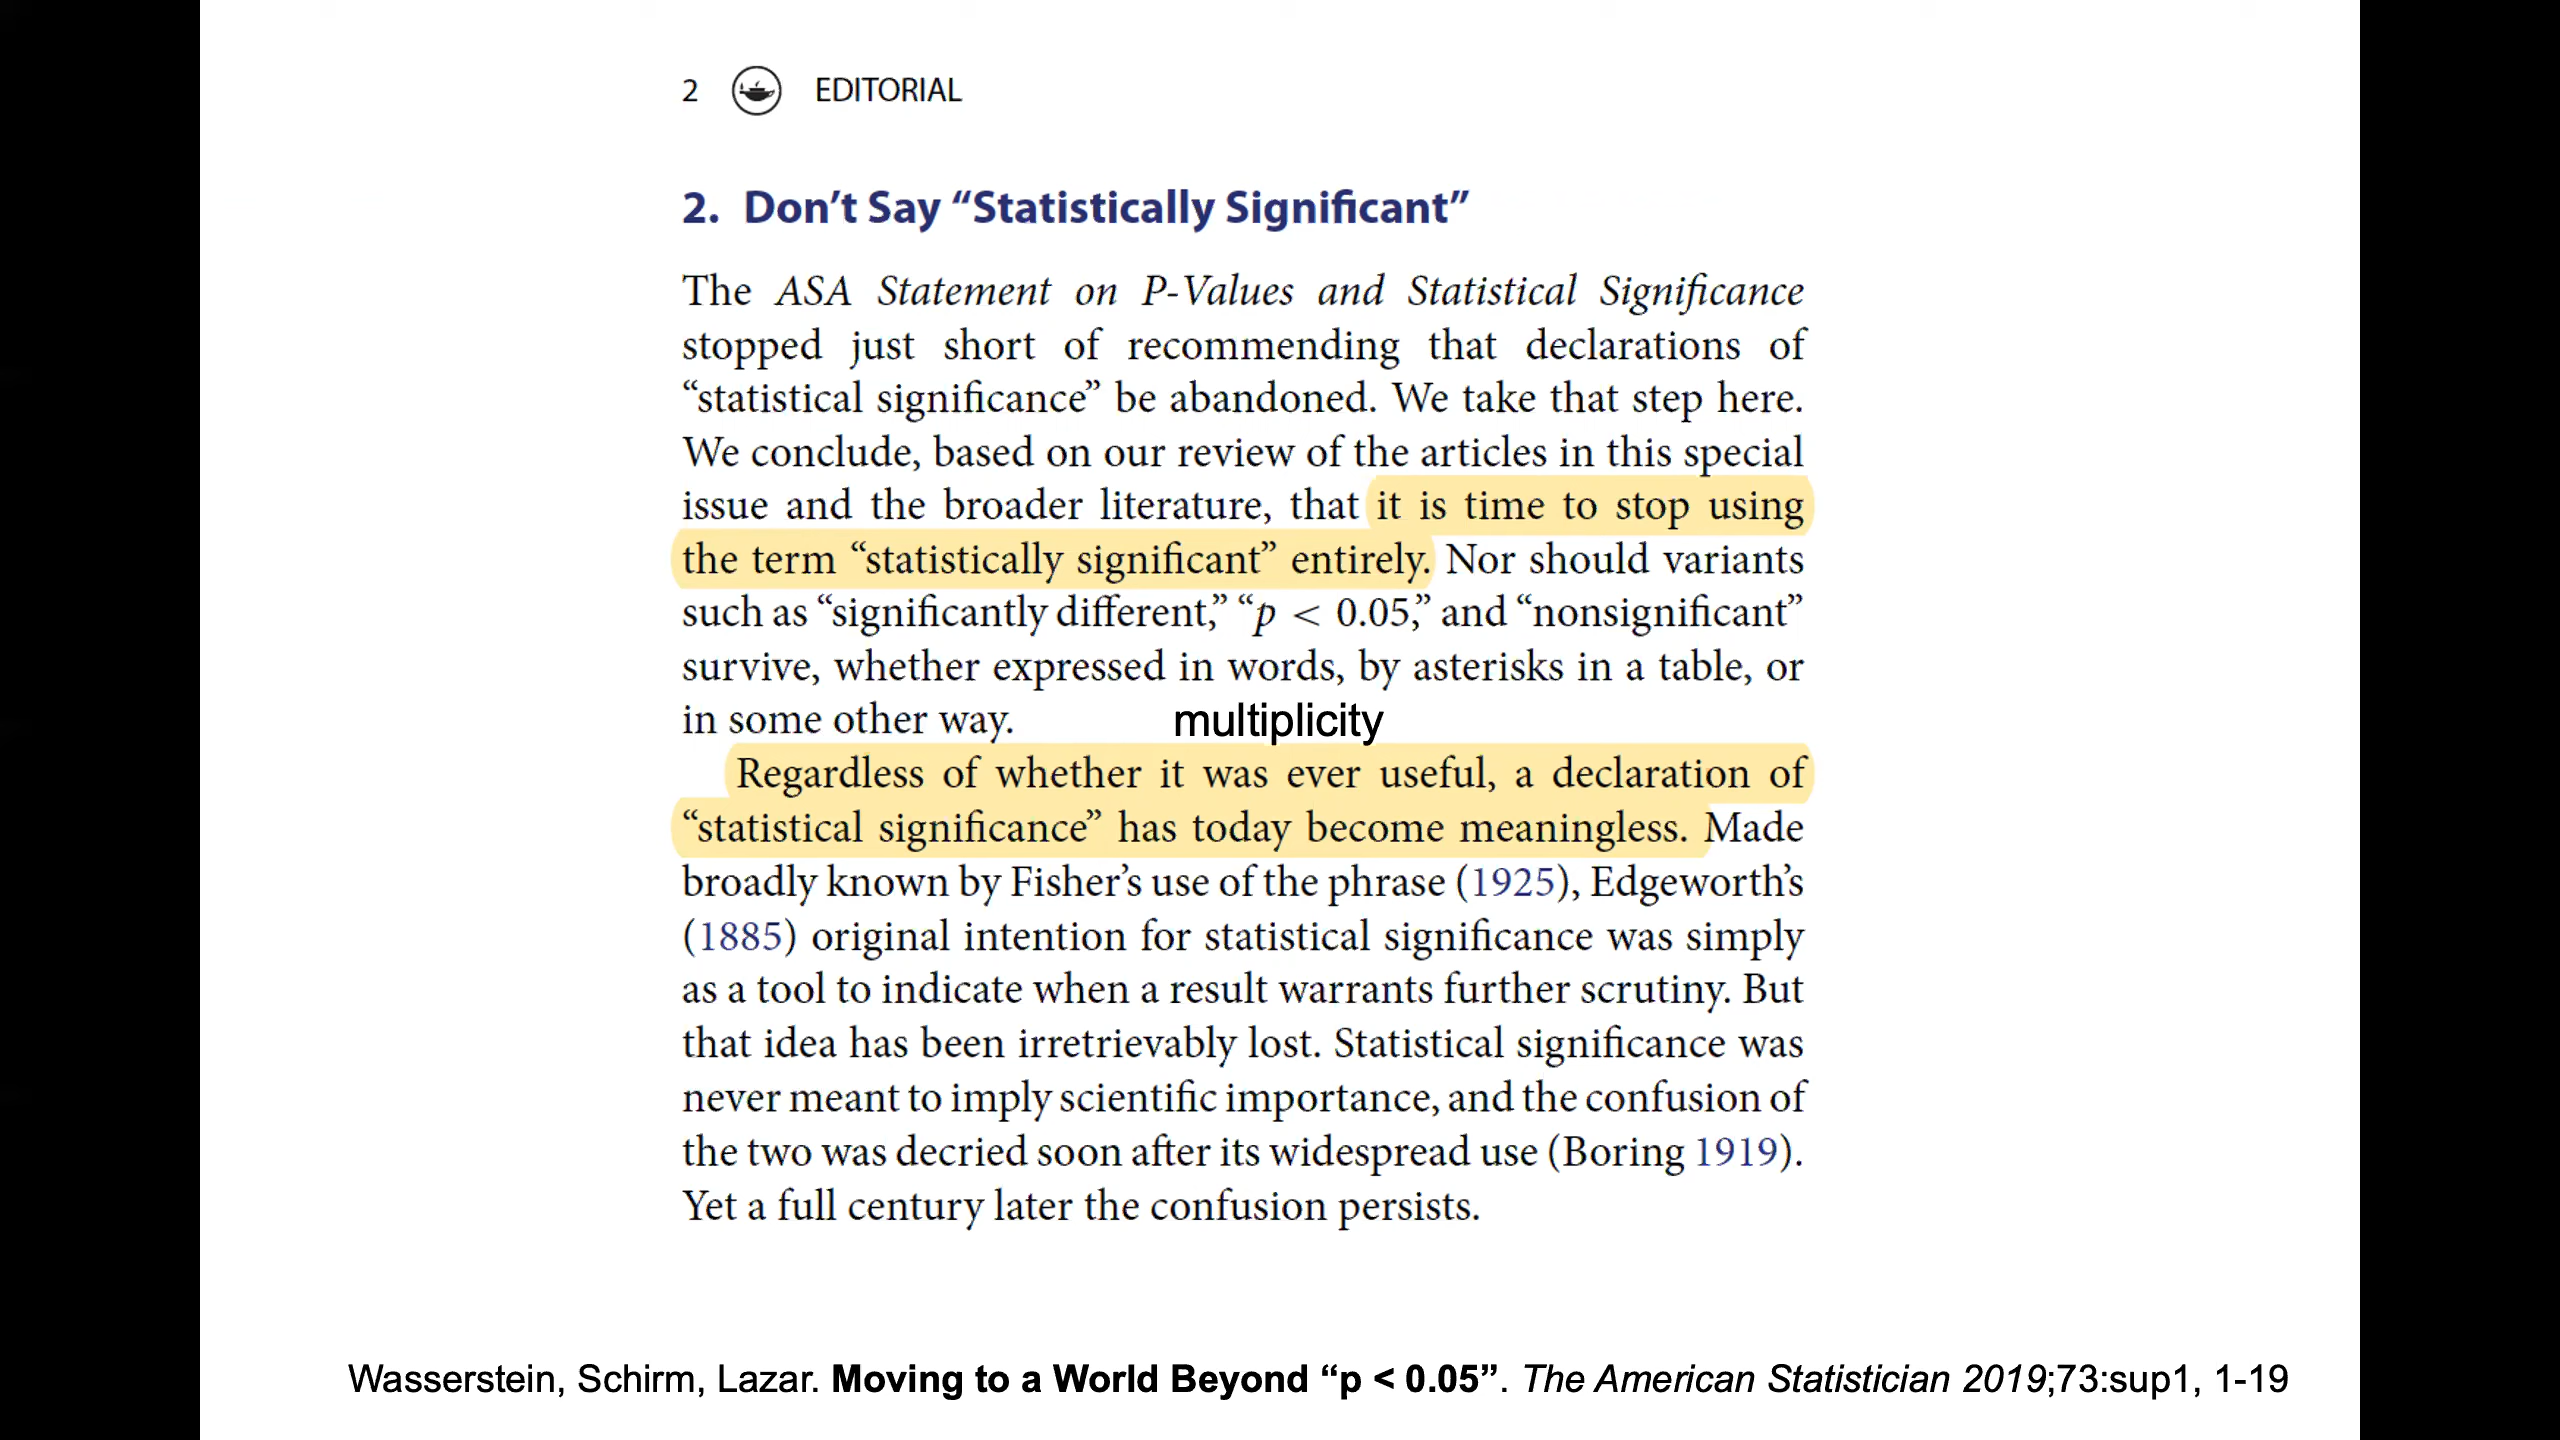 2 EDITORIAL
2. Don’t Say “Statistically Significant”
The ASA Statement on P-Values and Statistical Significance
stopped just short of recommending that declarations of
“statistical significance” be abandoned. We take that step here.
We conclude, based on our review of the articles in this special
issue and the broader literature, that it is time to stop using
the term “statistically significant” entirely. Nor should variants
such as “significantly different,” “p < 0.05,” and “nonsignificant”
survive, whether expressed in words, by asterisks in a table, or
in some other way.
multiplicity
Regardless of whether it was ever useful, a declaration of
“statistical significance” has today become meaningless. Made
broadly known by Fisher’s use of the phrase (1925), Edgeworth’s
(1885) original intention for statistical significance was simply
as a tool to indicate when a result warrants further scrutiny. But
that idea has been irretrievably lost. Statistical significance was
never meant to imply scientific importance, and the confusion of
the two was decried soon after its widespread use (Boring 1919).
Yet a full century later the confusion persists.
Wasserstein, Schirm, Lazar. Moving to a World Beyond “p < 0.05”. The American Statistician 2019;73:sup1, 1-19